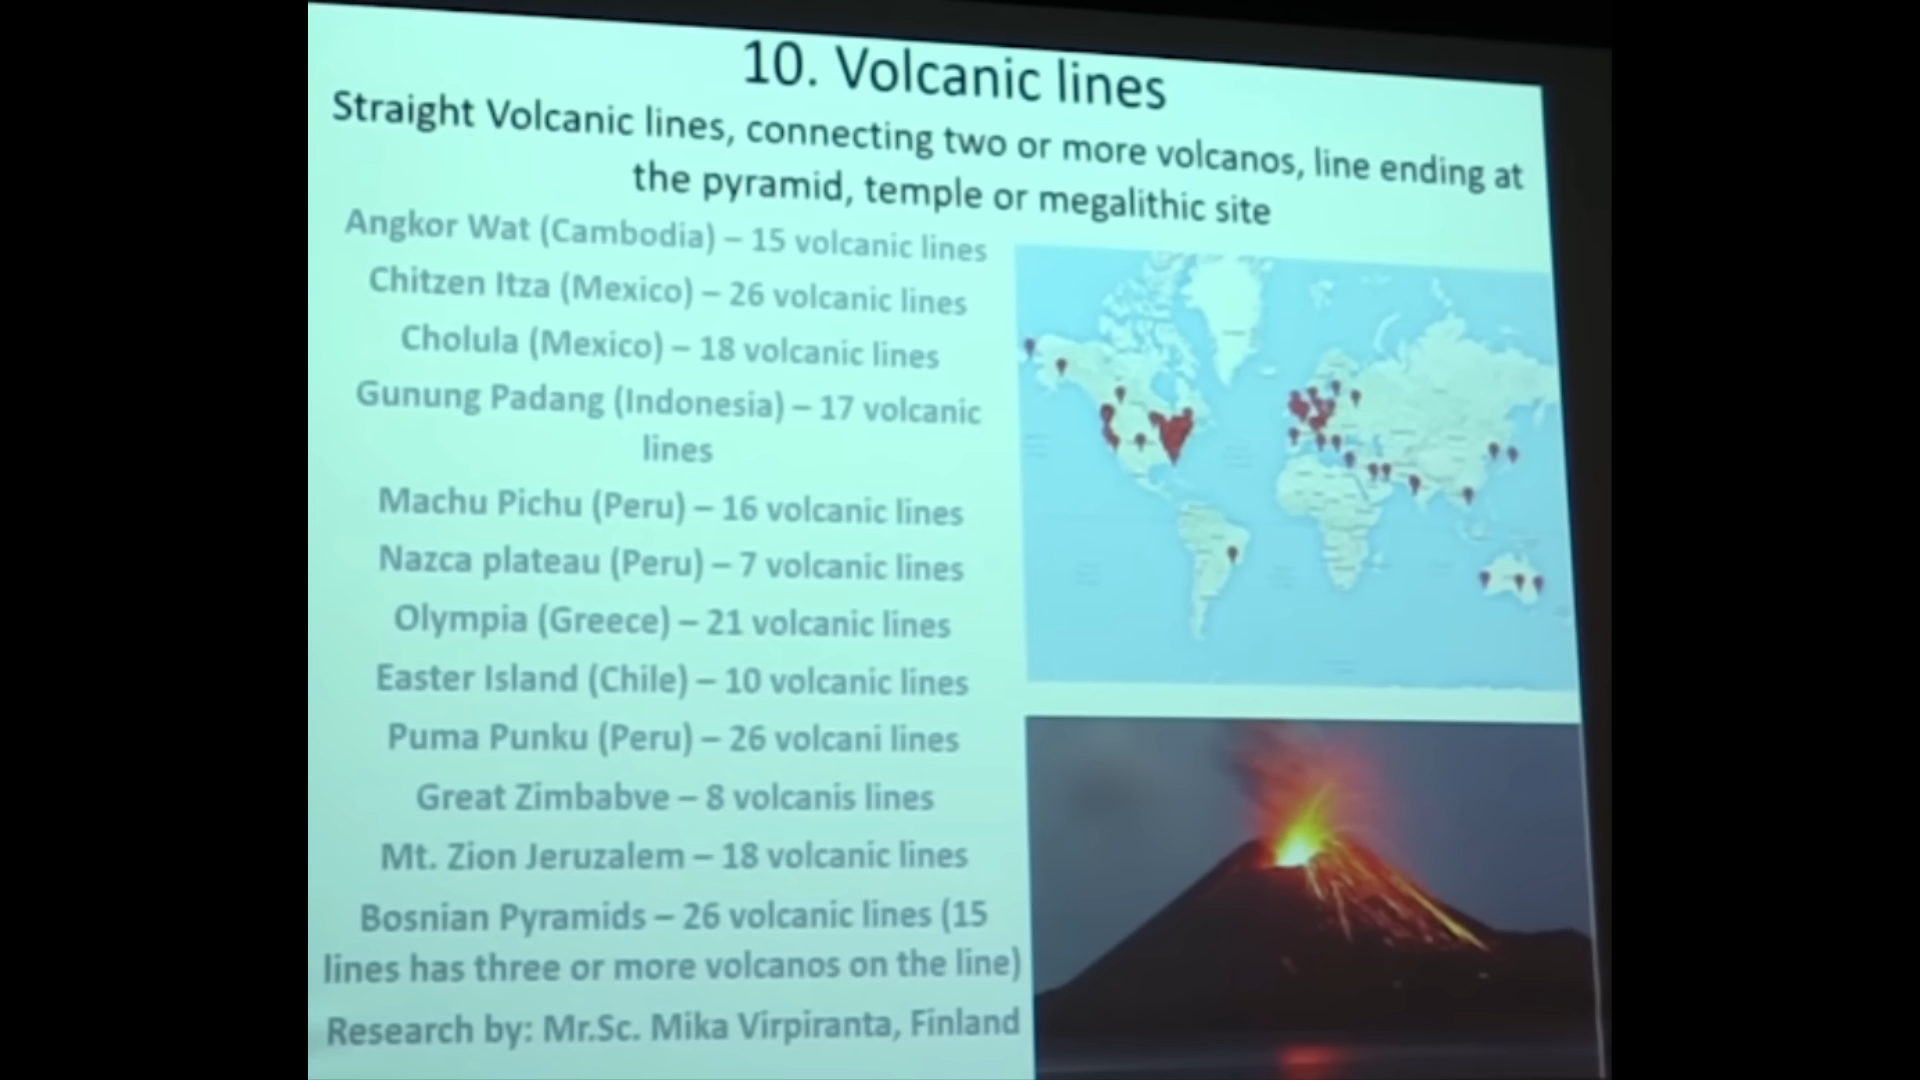 10. Volcanic lines
Straight Volcanic lines, connecting two or more volcanos, line ending at
the pyramid, temple or megalithic site
Angkor Wat (Cambodia) – 15 volcanic lines
Chitzen Itza (Mexico) – 26 volcanic lines
Cholula (Mexico) – 18 volcanic lines
Gunung Padang (Indonesia) – 17 volcanic
lines
Machu Pichu (Peru) – 16 volcanic lines
Nazca plateau (Peru) – 7 volcanic lines
Olympia (Greece) – 21 volcanic lines
Easter Island (Chile) – 10 volcanic lines
Puma Punku (Peru) – 26 volcani lines
Great Zimbabve – 8 volcanis lines
Mt. Zion Jeruzalem – 18 volcanic lines
Bosnian Pyramids – 26 volcanic lines (15
lines has three or more volcanos on the line)
Research by: Mr.Sc. Mika Virpiranta, Finland